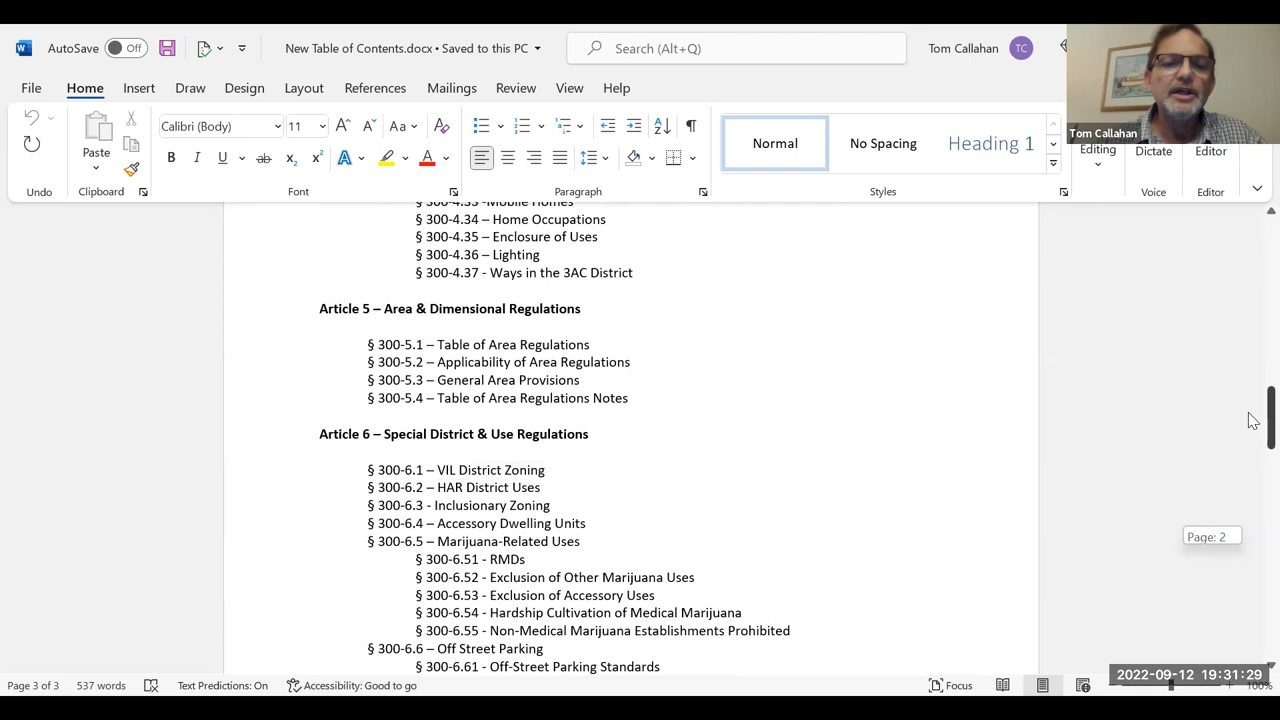 AutoSave Off New Table of Contents.docx • Saved to this PC Search (Alt+Q) Tom Callahan TC
File Home Insert Draw Design Layout References Mailings Review View Help
Calibri (Body) 11 Aa A
Paste B I U ab x₂ x² A A Normal No Spacing Heading 1 Editing Dictate Editor
Tom Callahan
Undo Clipboard Font Paragraph Styles Voice Editor
§ 300-4.33 -Mobile Homes
§ 300-4.34 – Home Occupations
§ 300-4.35 – Enclosure of Uses
§ 300-4.36 – Lighting
§ 300-4.37 - Ways in the 3AC District
Article 5 – Area & Dimensional Regulations
§ 300-5.1 – Table of Area Regulations
§ 300-5.2 – Applicability of Area Regulations
§ 300-5.3 – General Area Provisions
§ 300-5.4 – Table of Area Regulations Notes
Article 6 – Special District & Use Regulations
§ 300-6.1 – VIL District Zoning
§ 300-6.2 – HAR District Uses
§ 300-6.3 - Inclusionary Zoning
§ 300-6.4 – Accessory Dwelling Units
§ 300-6.5 – Marijuana-Related Uses
§ 300-6.51 - RMDs
§ 300-6.52 - Exclusion of Other Marijuana Uses
§ 300-6.53 - Exclusion of Accessory Uses
§ 300-6.54 - Hardship Cultivation of Medical Marijuana
§ 300-6.55 - Non-Medical Marijuana Establishments Prohibited
§ 300-6.6 – Off Street Parking
§ 300-6.61 - Off-Street Parking Standards
Page: 2
Page 3 of 3 537 words Text Predictions: On Accessibility: Good to go Focus 100%
2022-09-12 19:31:29